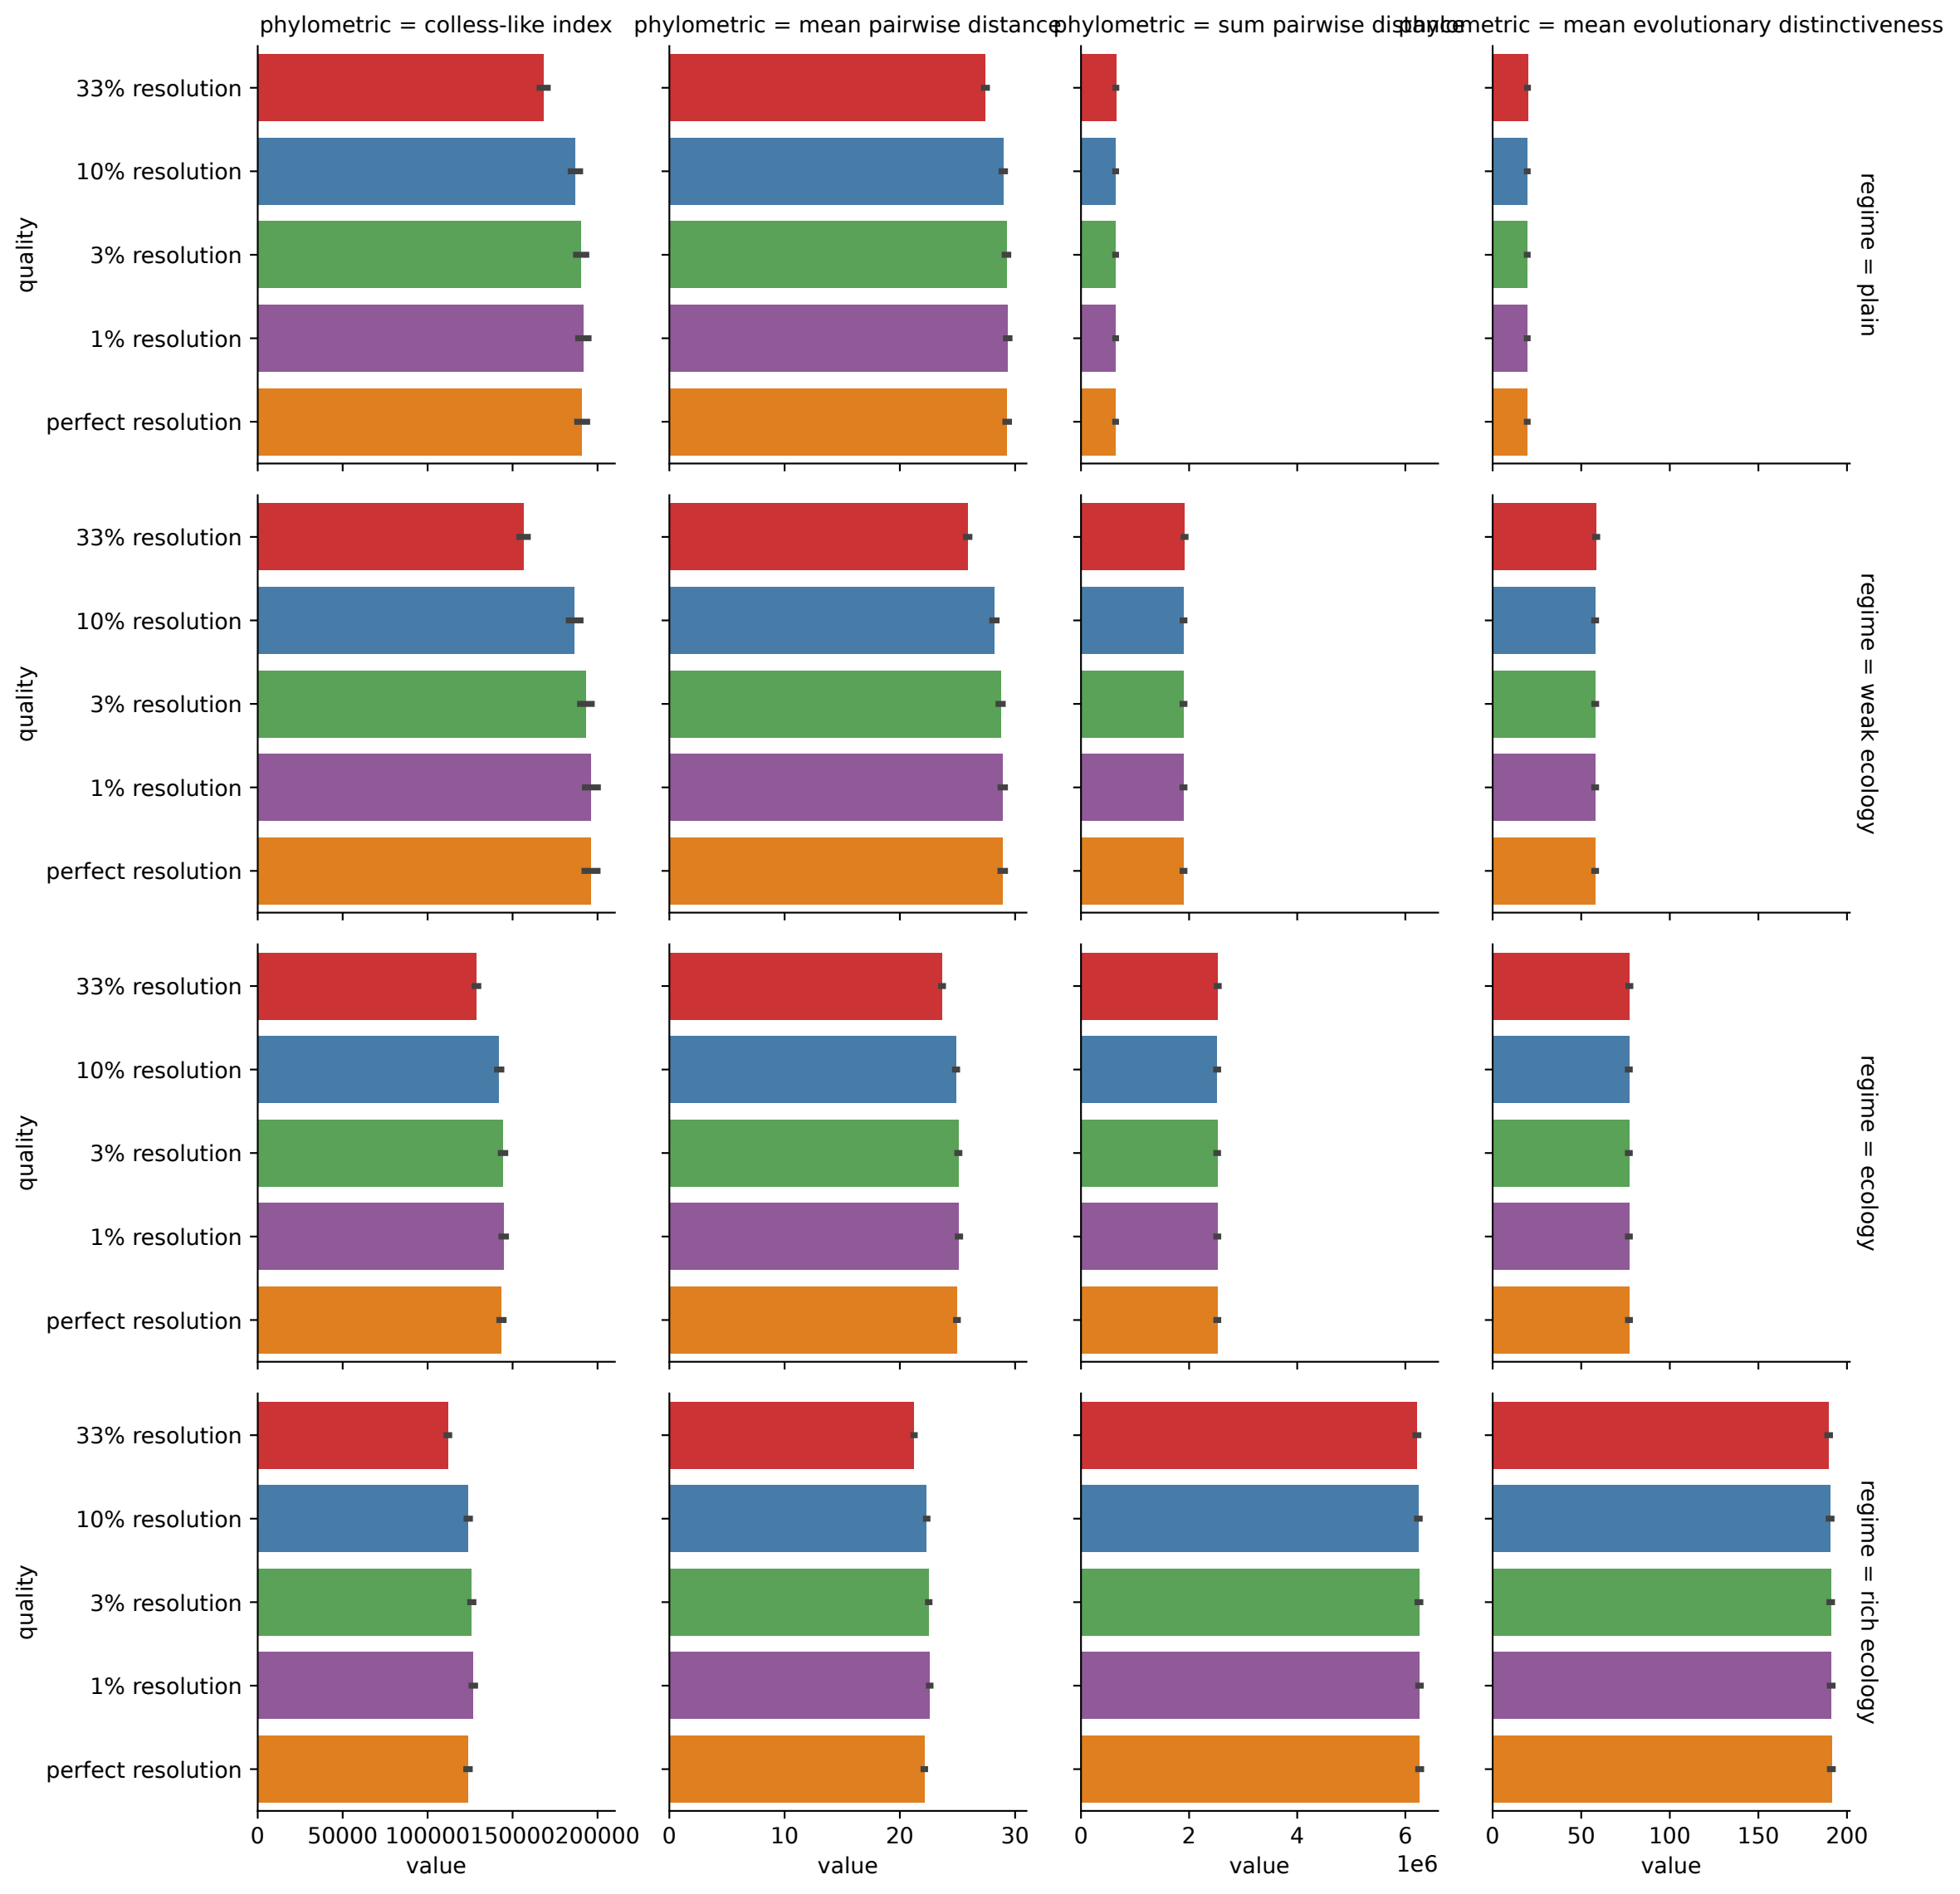 phylometric = colless-like index
phylometric = mean pairwise distance
phylometric = sum pairwise distance
phylometric = mean evolutionary distinctiveness
quality
33% resolution
10% resolution
3% resolution
1% resolution
perfect resolution
regime = plain
quality
33% resolution
10% resolution
3% resolution
1% resolution
perfect resolution
regime = weak ecology
quality
33% resolution
10% resolution
3% resolution
1% resolution
perfect resolution
regime = ecology
quality
33% resolution
10% resolution
3% resolution
1% resolution
perfect resolution
regime = rich ecology
0 50000 100000 150000 200000
value
0 10 20 30
value
0 2 4 6
1e6
value
0 50 100 150 200
value